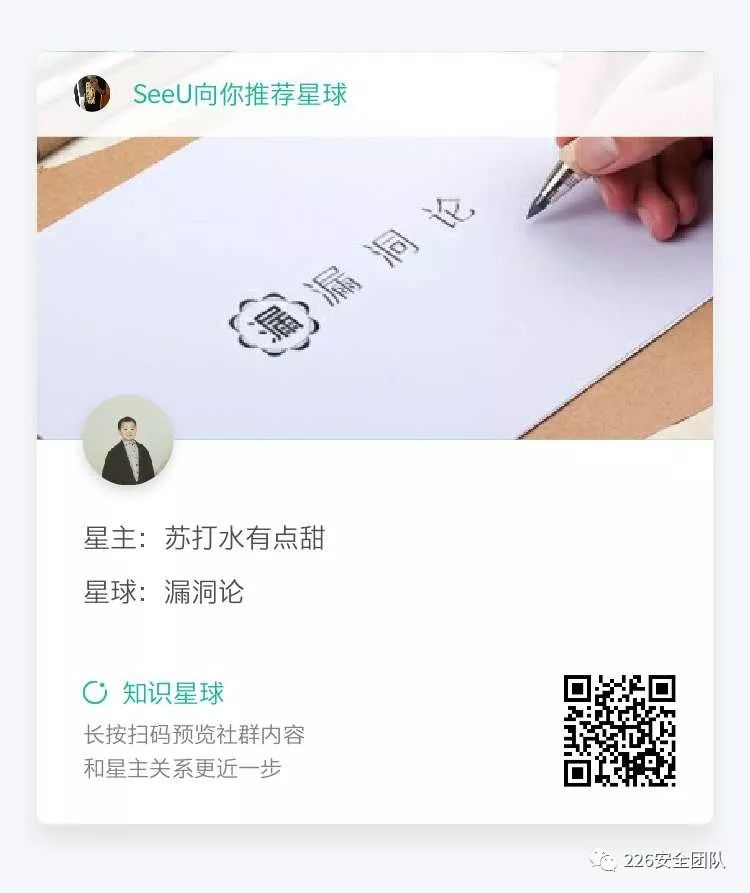 SeeU向你推荐星球
漏 漏洞论
星主：苏打水有点甜
星球：漏洞论
知识星球
长按扫码预览社群内容
和星主关系更近一步
226安全团队